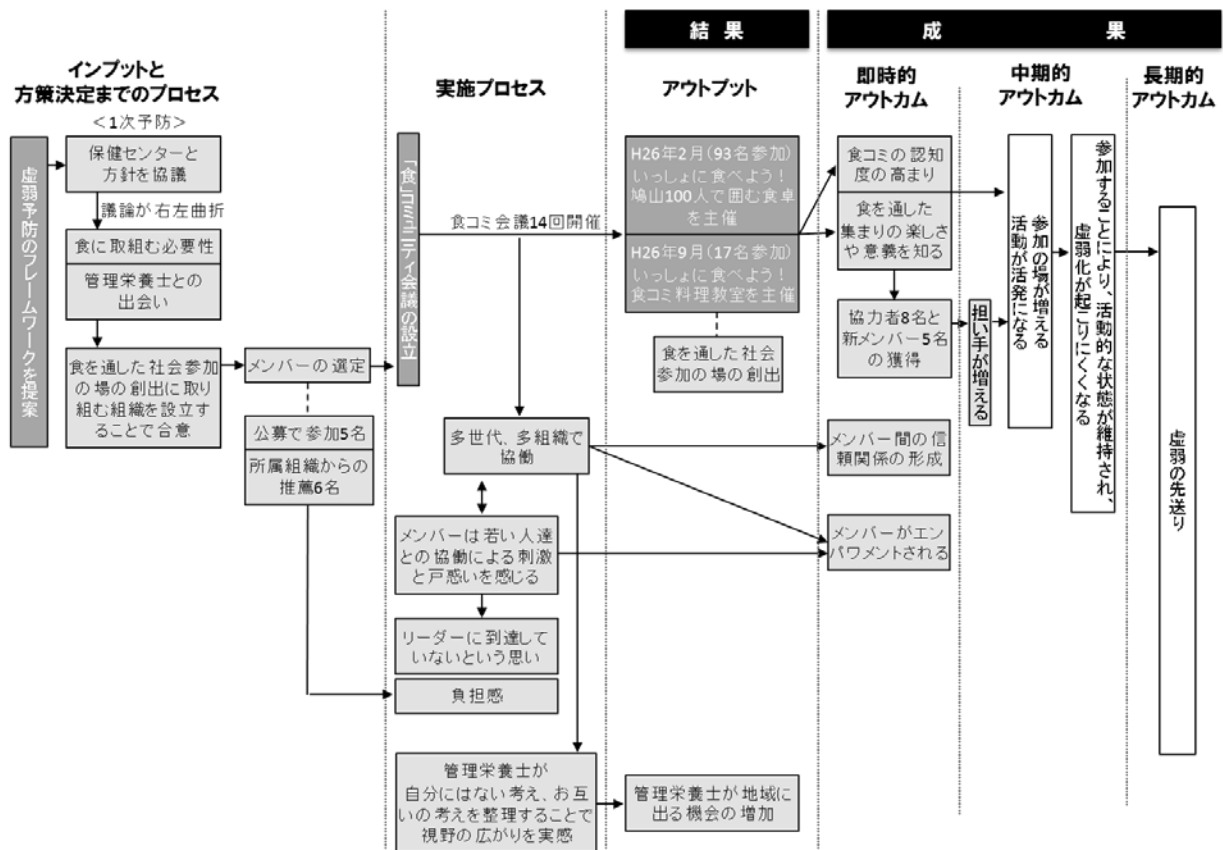 結 果
成 果
インプットと
方策決定までのプロセス
実施プロセス
アウトプット
即時的
アウトカム
中期的
アウトカム
長期的
アウトカム
＜1次予防＞
虚弱予防のフレームワークを提案
保健センターと
方針を協議
議論が右左曲折
食に取組む必要性
管理栄養士との
出会い
食を通した社会参加
の場の創出に取り
組む組織を設立す
ることで合意
メンバーの選定
公募で参加5名
所属組織からの
推薦6名
「食」コミュニティ会議の設立
食コミ会議14回開催
多世代、多組織で
協働
メンバーは若い人達
との協働による刺激
と戸惑いを感じる
リーダーに到達して
いないという思い
負担感
管理栄養士が
自分にはない考え、お互
いの考えを整理することで
視野の広がりを実感
H26年2月(93名参加)
いっしょに食べよう！
鳩山100人で囲む食卓
を主催
H26年9月(17名参加)
いっしょに食べよう！
食コミ料理教室を主催
食を通した社会
参加の場の創出
管理栄養士が地域に
出る機会の増加
食コミの認知
度の高まり
食を通した
集まりの楽しさ
や意義を知る
協力者8名と
新メンバー5名
の獲得
メンバー間の信
頼関係の形成
メンバーがエン
パワメントされる
担い手が増える
参加の場が増える
活動が活発になる
参加することにより、活動的な状態が維持され、
虚弱化が起こりにくくなる
虚弱の先送り